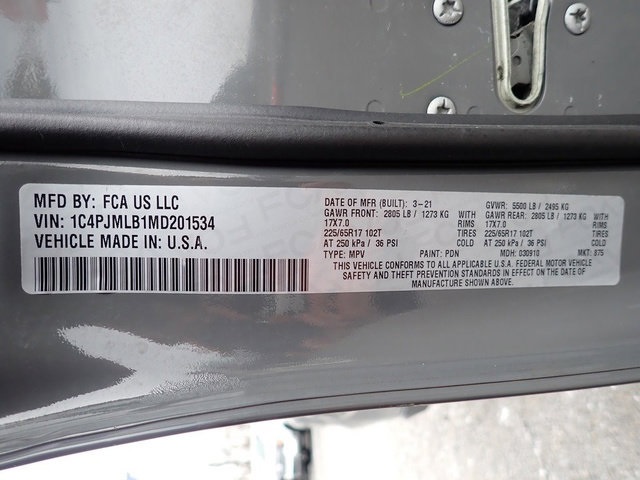 MFD BY: FCA US LLC
VIN: 1C4PJMLB1MD201534
VEHICLE MADE IN: U.S.A.
DATE OF MFR (BUILT): 3-21 GVWR: 5500 LB / 2495 KG
GAWR FRONT: 2805 LB / 1273 KG WITH GAWR REAR: 2805 LB / 1273 KG WITH
17X7.0 RIMS 17X7.0 RIMS
225/65R17 102T TIRES 225/65R17 102T TIRES
AT 250 kPa / 36 PSI COLD AT 250 kPa / 36 PSI COLD
TYPE: MPV PAINT: PDN MDH: 030910 MKT: 875
THIS VEHICLE CONFORMS TO ALL APPLICABLE U.S.A. FEDERAL MOTOR VEHICLE
SAFETY AND THEFT PREVENTION STANDARDS IN EFFECT ON THE DATE OF
MANUFACTURE SHOWN ABOVE.